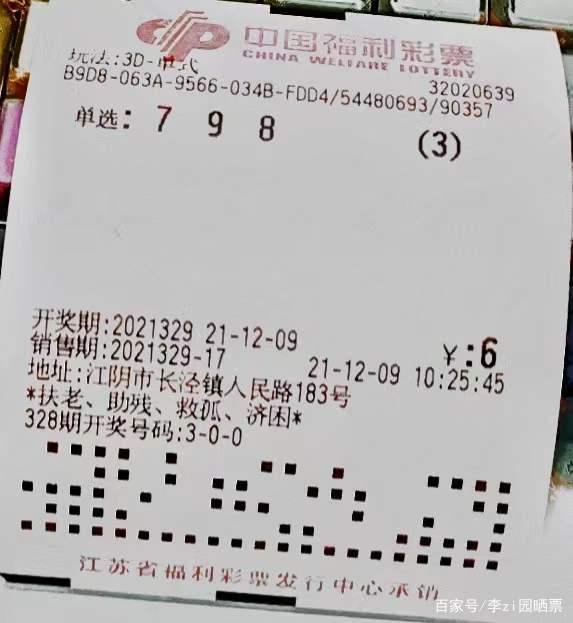 中国福利彩票
CHINA WELFARE LOTTERY
玩法:3D-单式
32020639
B9D8-063A-9566-034B-FDD4/54480693/90357
单选: 7 9 8 (3)
开奖期:2021329 21-12-09
¥:6
销售期:2021329-17 21-12-09 10:25:45
地址:江阴市长泾镇人民路183号
*扶老、助残、救孤、济困*
328期开奖号码:3-0-0
江苏省福利彩票发行中心承销
百家号/李zi园晒票